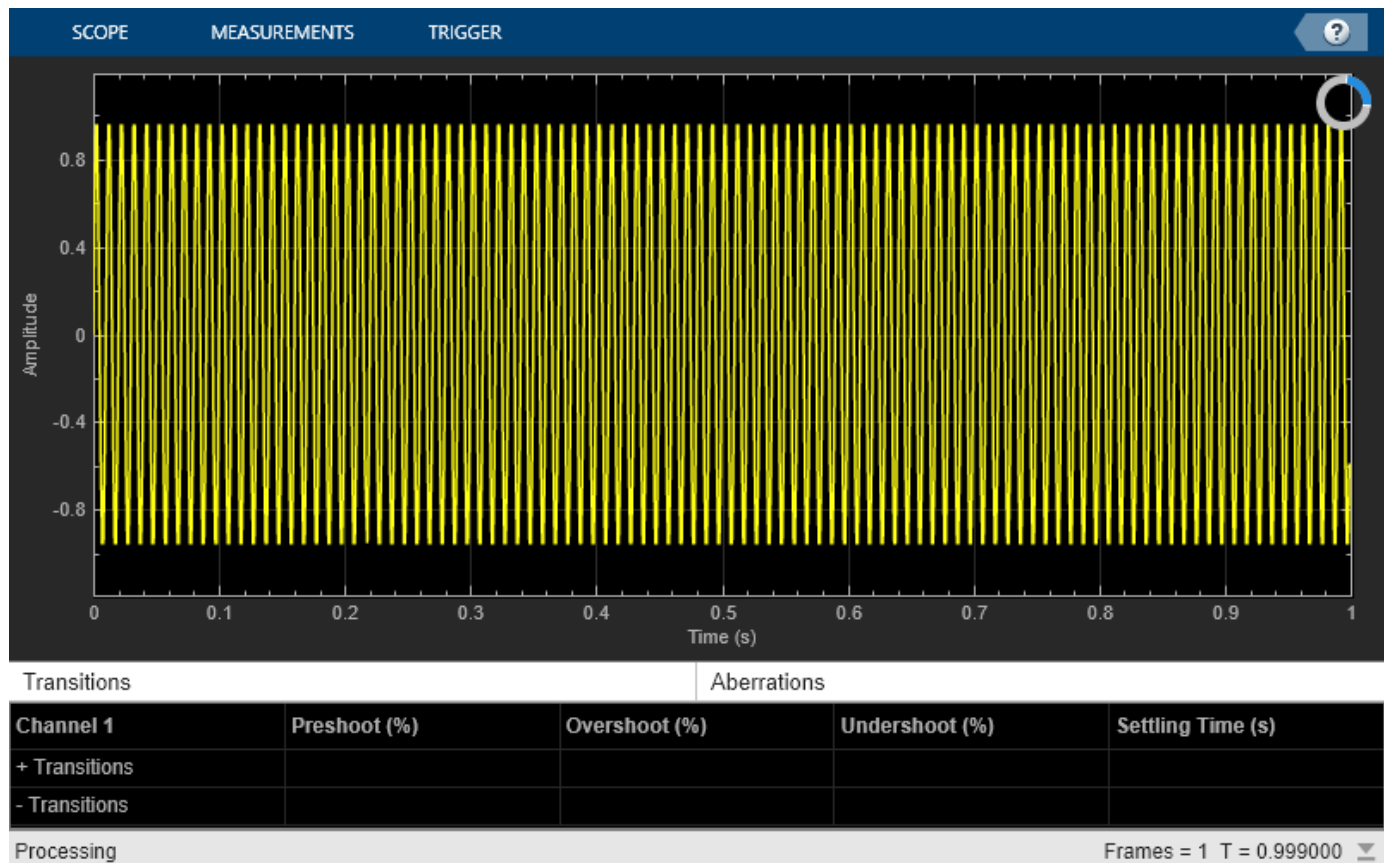 SCOPE MEASUREMENTS TRIGGER ?
0.8
0.4
0
-0.4
-0.8
Amplitude
0 0.1 0.2 0.3 0.4 0.5 0.6 0.7 0.8 0.9 1
Time (s)
Transitions Aberrations
Channel 1 Preshoot (%) Overshoot (%) Undershoot (%) Settling Time (s)
+ Transitions
- Transitions
Processing Frames = 1 T = 0.999000